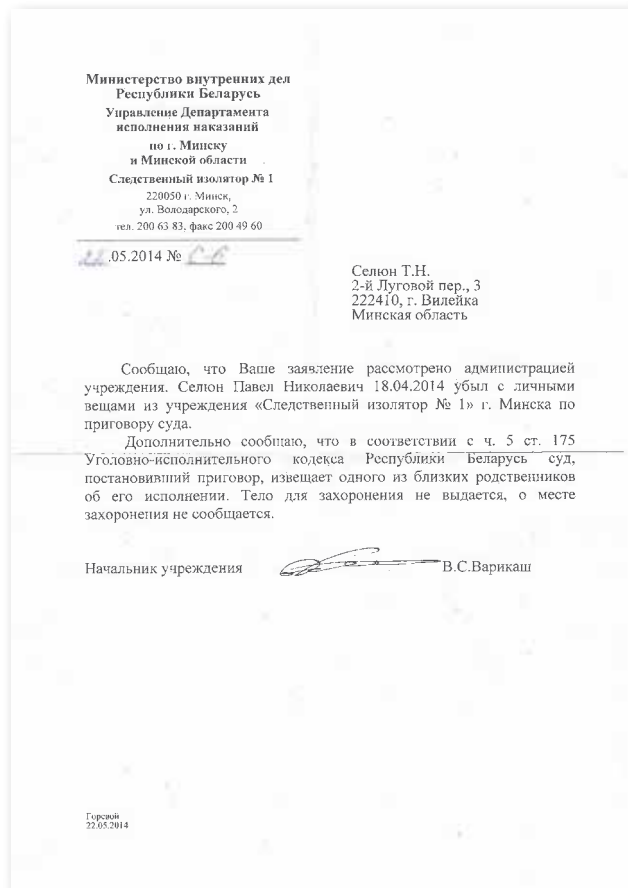 Министерство внутренних дел
Республики Беларусь
Управление Департамента
исполнения наказаний
по г. Минску
и Минской области
Следственный изолятор № 1
220050 г. Минск,
ул. Володарского, 2
тел. 200 63 83, факс 200 49 60
22.05.2014 № С-6
Селюн Т.Н.
2-й Луговой пер., 3
222410, г. Вилейка
Минская область
Сообщаю, что Ваше заявление рассмотрено администрацией
учреждения. Селюн Павел Николаевич 18.04.2014 убыл с личными
вещами из учреждения «Следственный изолятор № 1» г. Минска по
приговору суда.
Дополнительно сообщаю, что в соответствии с ч. 5 ст. 175
Уголовно-исполнительного кодекса Республики Беларусь суд,
постановивший приговор, извещает одного из близких родственников
об его исполнении. Тело для захоронения не выдается, о месте
захоронения не сообщается.
Начальник учреждения В.С.Варикаш
Горевой
22.05.2014